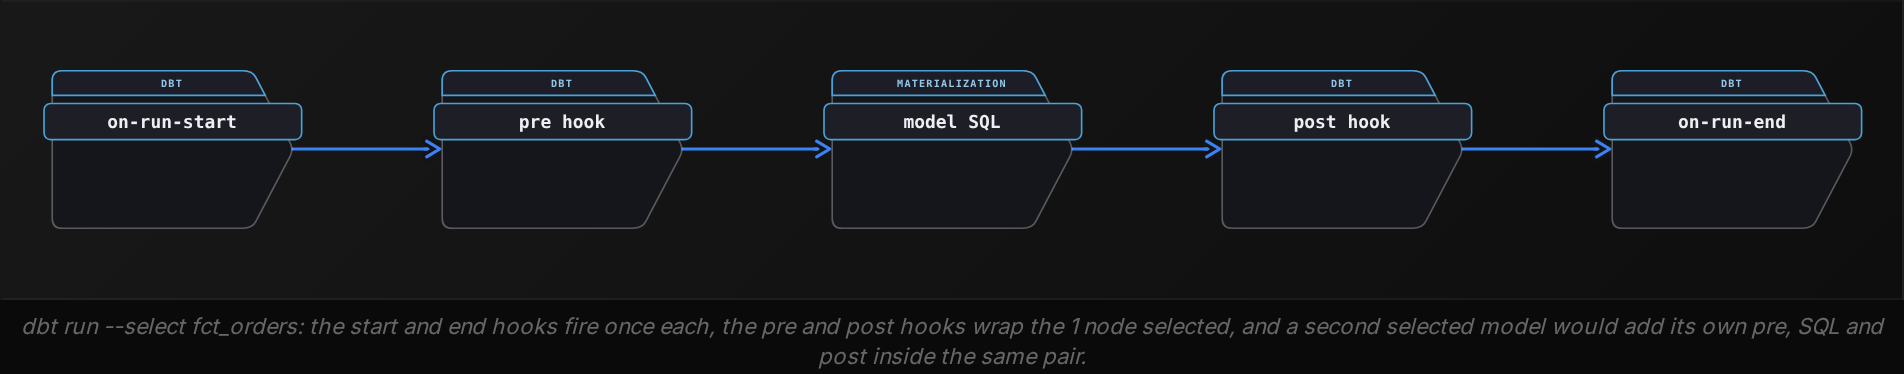 DBT
on-run-start
DBT
pre hook
MATERIALIZATION
model SQL
DBT
post hook
DBT
on-run-end
dbt run --select fct_orders: the start and end hooks fire once each, the pre and post hooks wrap the 1 node selected, and a second selected model would add its own pre, SQL and
post inside the same pair.